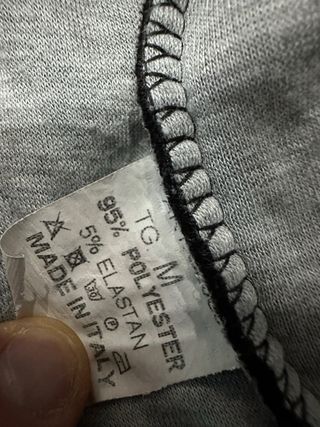 TG M
95% POLYESTER
5% ELASTAN
MADE IN ITALY